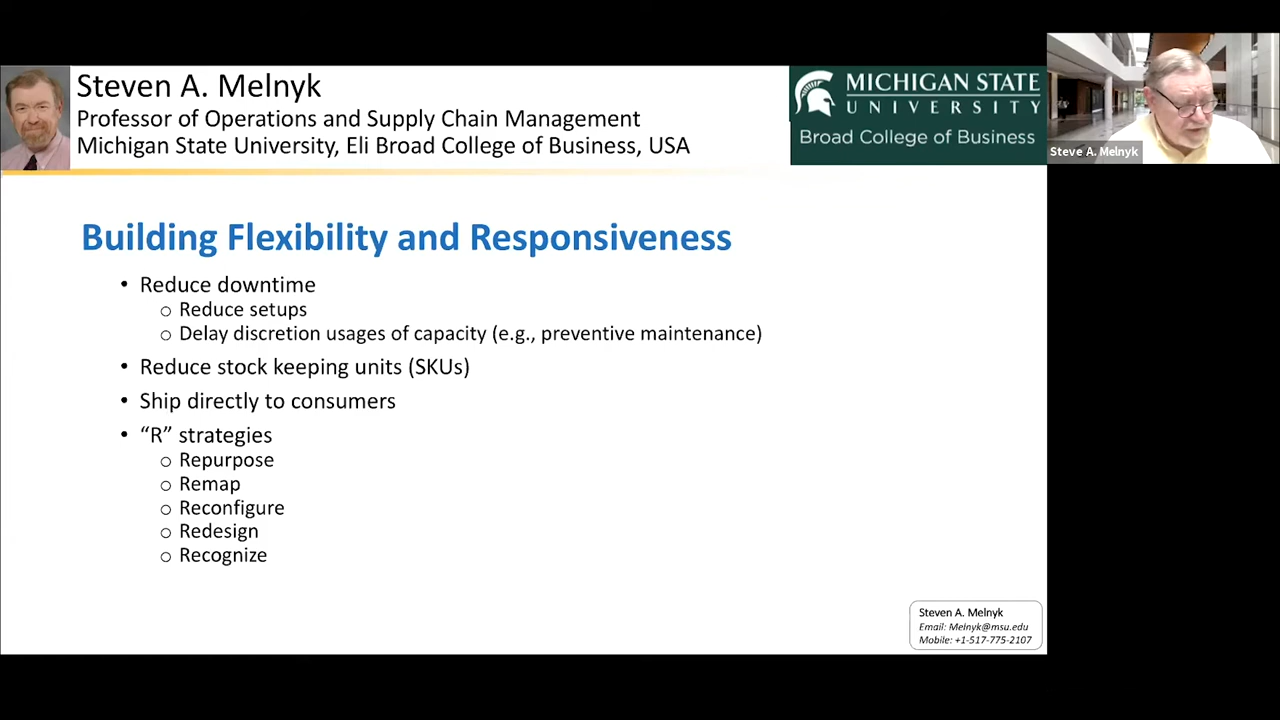 Steven A. Melnyk
Professor of Operations and Supply Chain Management
Michigan State University, Eli Broad College of Business, USA
MICHIGAN STATE
UNIVERSITY
Broad College of Business
Steve A. Melnyk
Building Flexibility and Responsiveness
• Reduce downtime
o Reduce setups
o Delay discretion usages of capacity (e.g., preventive maintenance)
• Reduce stock keeping units (SKUs)
• Ship directly to consumers
• “R” strategies
o Repurpose
o Remap
o Reconfigure
o Redesign
o Recognize
Steven A. Melnyk
Email: Melnyk@msu.edu
Mobile: +1-517-775-2107